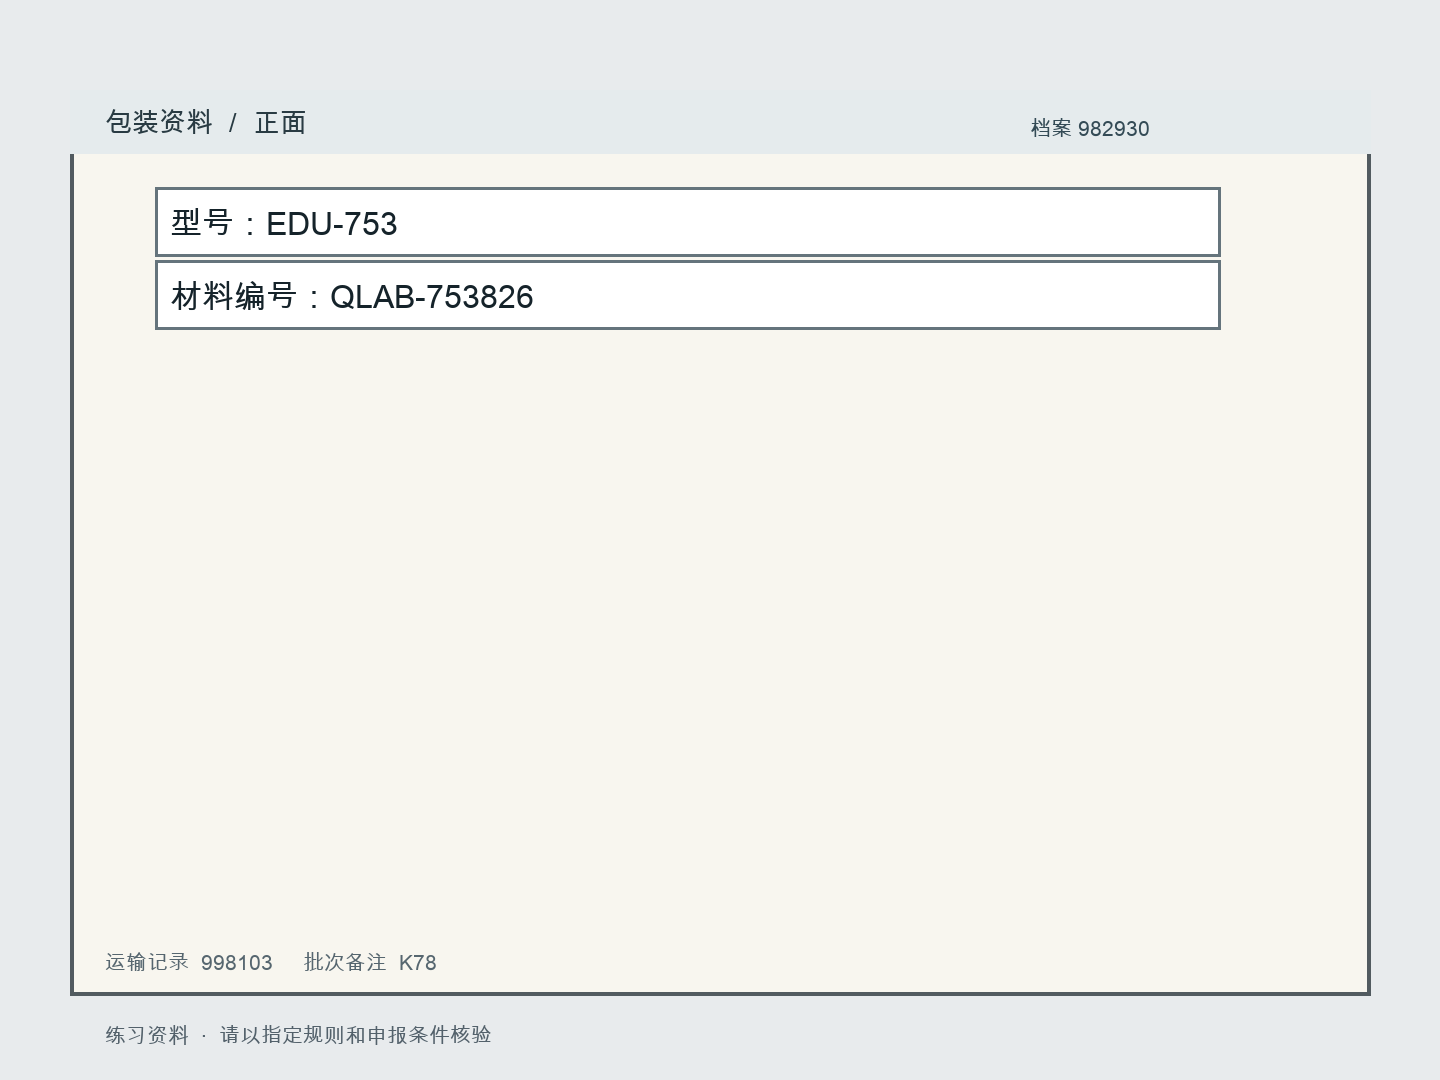 包装资料 / 正面
档案 982930
型号：EDU-753
材料编号：QLAB-753826
运输记录 998103 批次备注 K78
练习资料 · 请以指定规则和申报条件核验